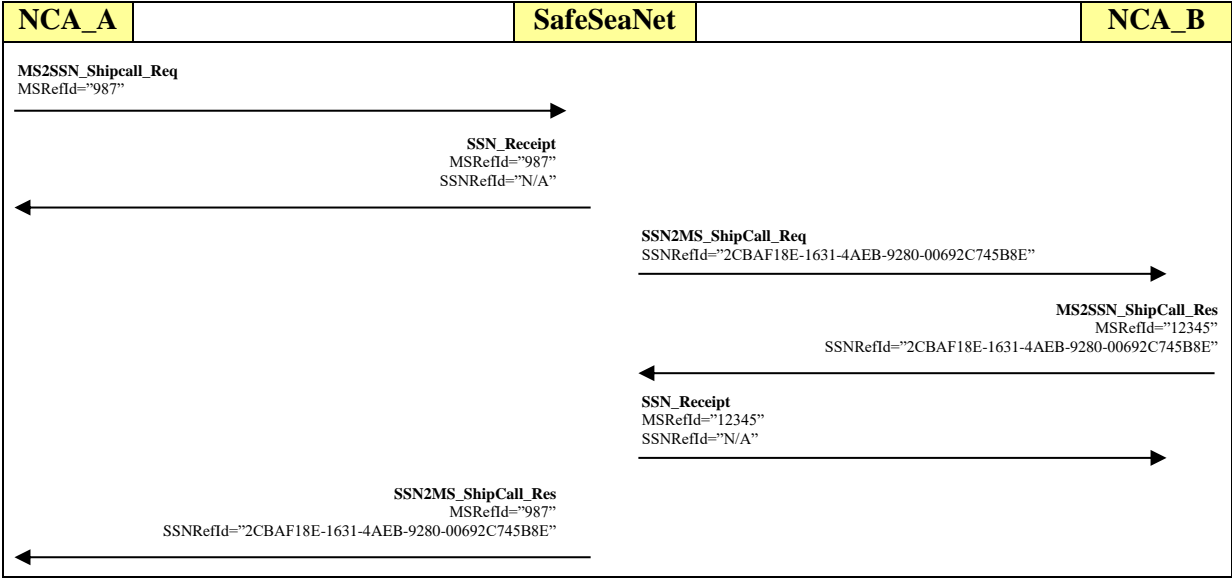 NCA_A
SafeSeaNet
NCA_B
MS2SSN_Shipcall_Req
MSRefId=”987”
SSN_Receipt
MSRefId=”987”
SSNRefId=”N/A”
SSN2MS_ShipCall_Req
SSNRefId=”2CBAF18E-1631-4AEB-9280-00692C745B8E”
MS2SSN_ShipCall_Res
MSRefId=”12345”
SSNRefId=”2CBAF18E-1631-4AEB-9280-00692C745B8E”
SSN_Receipt
MSRefId=”12345”
SSNRefId=”N/A”
SSN2MS_ShipCall_Res
MSRefId=”987”
SSNRefId=”2CBAF18E-1631-4AEB-9280-00692C745B8E”